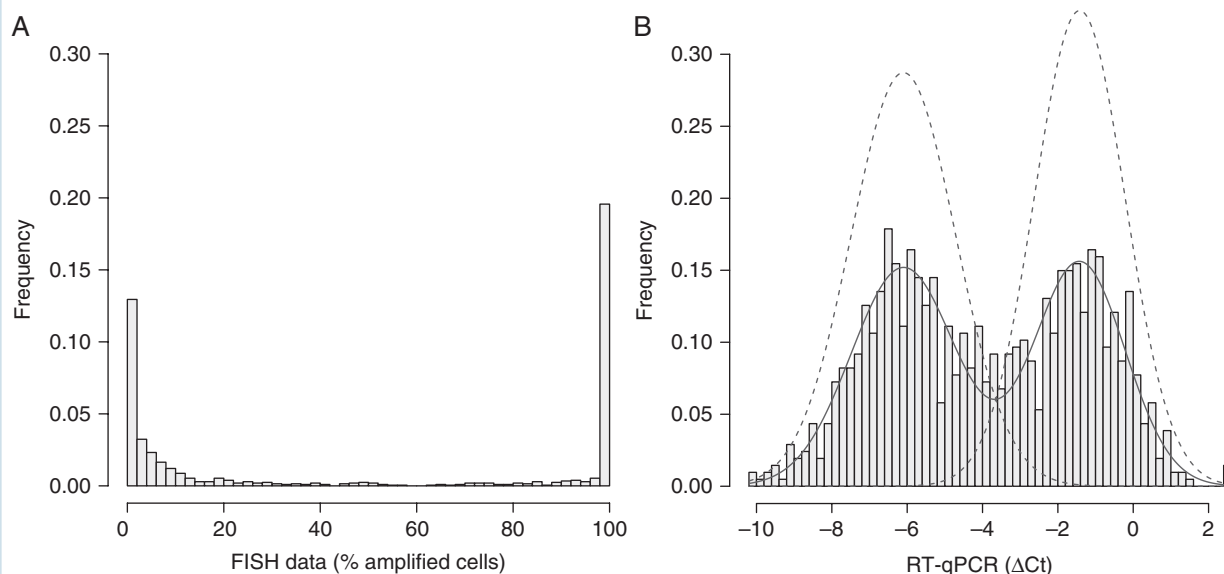 A
0.30
0.25
0.20
0.15
0.10
0.05
0.00
Frequency
0 20 40 60 80 100
FISH data (% amplified cells)
B
0.30
0.25
0.20
0.15
0.10
0.05
0.00
Frequency
–10 –8 –6 –4 –2 0 2
RT-qPCR (ΔCt)